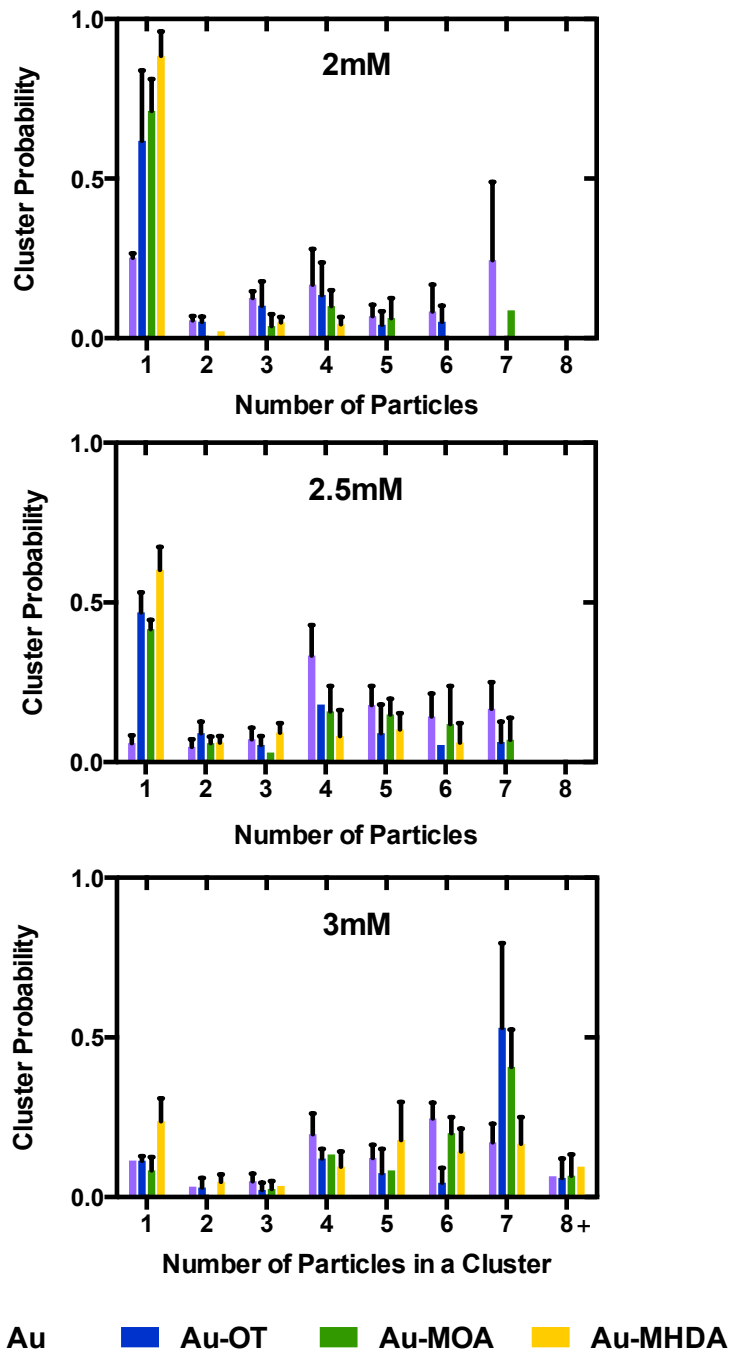 1.0
2mM
Cluster Probability
0.5
0.0
1 2 3 4 5 6 7 8
Number of Particles
1.0
2.5mM
Cluster Probability
0.5
0.0
1 2 3 4 5 6 7 8
Number of Particles
1.0
3mM
Cluster Probability
0.5
0.0
1 2 3 4 5 6 7 8+
Number of Particles in a Cluster
Au Au-OT Au-MOA Au-MHDA